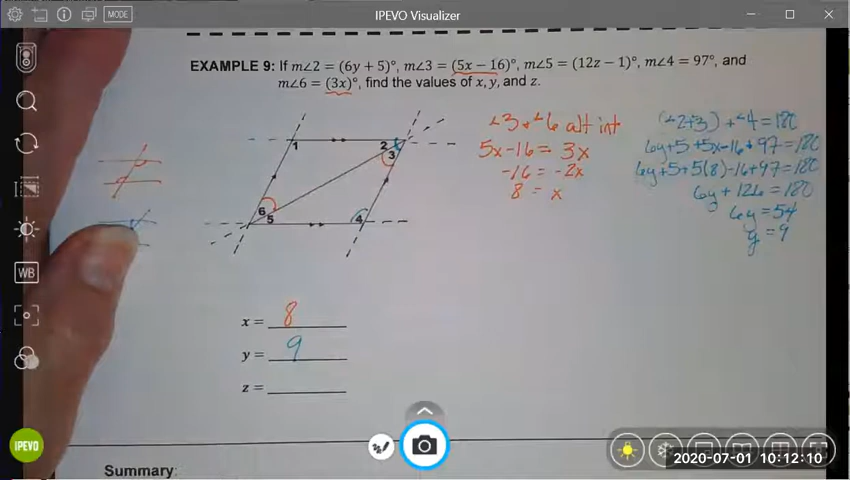 IPEVO Visualizer
MODE
EXAMPLE 9: If m∠2 = (6y + 5)°, m∠3 = (5x − 16)°, m∠5 = (12z − 1)°, m∠4 = 97°, and
m∠6 = (3x)°, find the values of x, y, and z.
1
2
3
6
5
4
∠3 + ∠6 alt int
5x-16 = 3x
-16 = -2x
8 = x
(∠2+3) + ∠4 = 180
6y+5+5x-16+97=180
6y+5+5(8)-16+97=180
6y + 126 = 180
6y = 54
y = 9
x = 8
y = 9
z =
WB
iPEVO
2020-07-01 10:12:10
Summary: